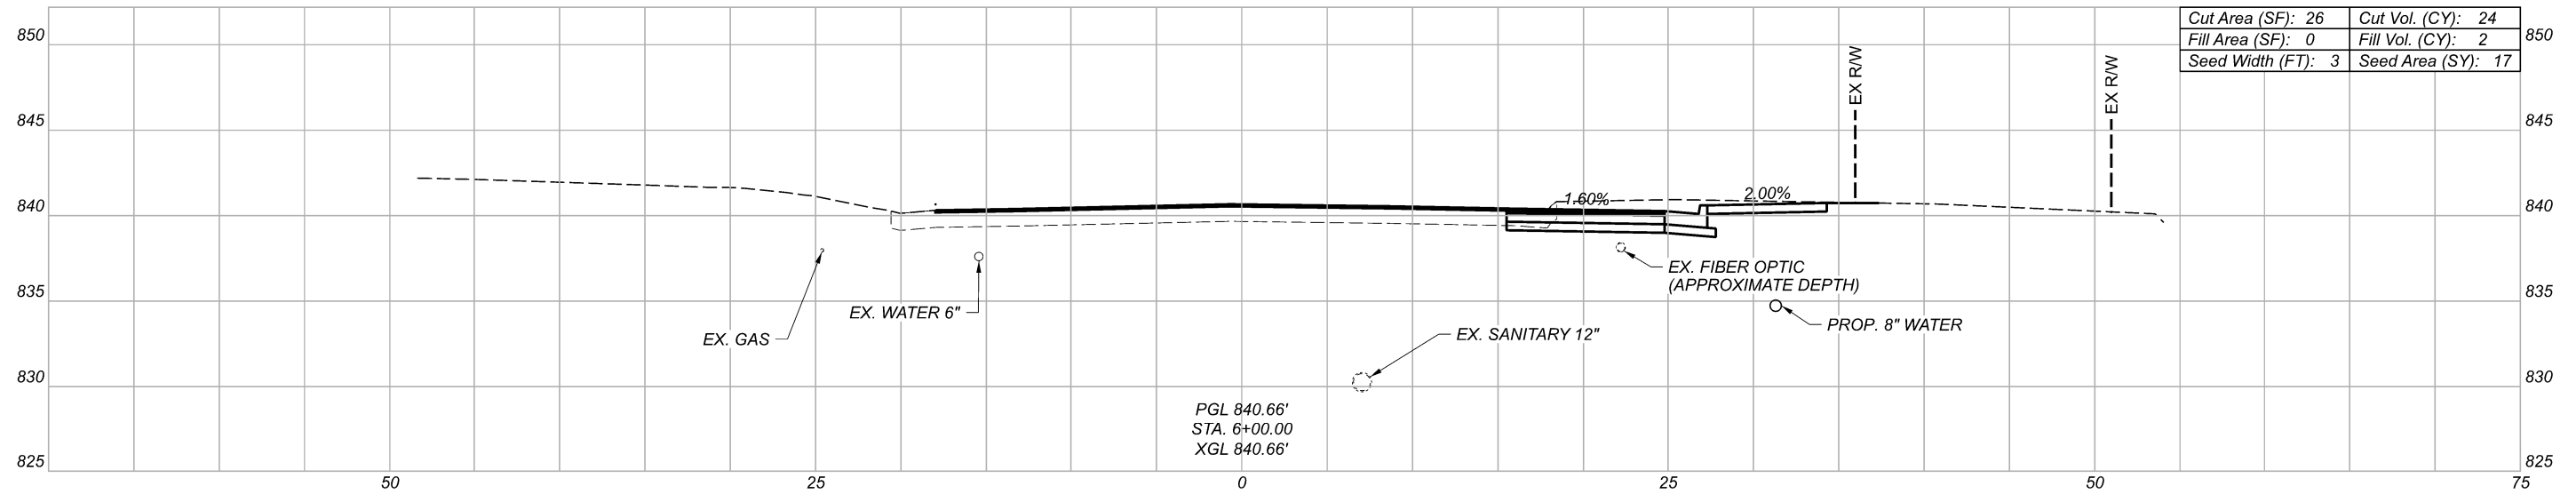 Cut Area (SF): 26 Cut Vol. (CY): 24
Fill Area (SF): 0 Fill Vol. (CY): 2
Seed Width (FT): 3 Seed Area (SY): 17
850 850
EX R/W
EX R/W
845 845
1.60%
2.00%
840 840
EX. FIBER OPTIC
(APPROXIMATE DEPTH)
835 835
EX. WATER 6"
PROP. 8" WATER
EX. GAS
EX. SANITARY 12"
830 830
PGL 840.66'
STA. 6+00.00
XGL 840.66'
825 825
50 25 0 25 50 75